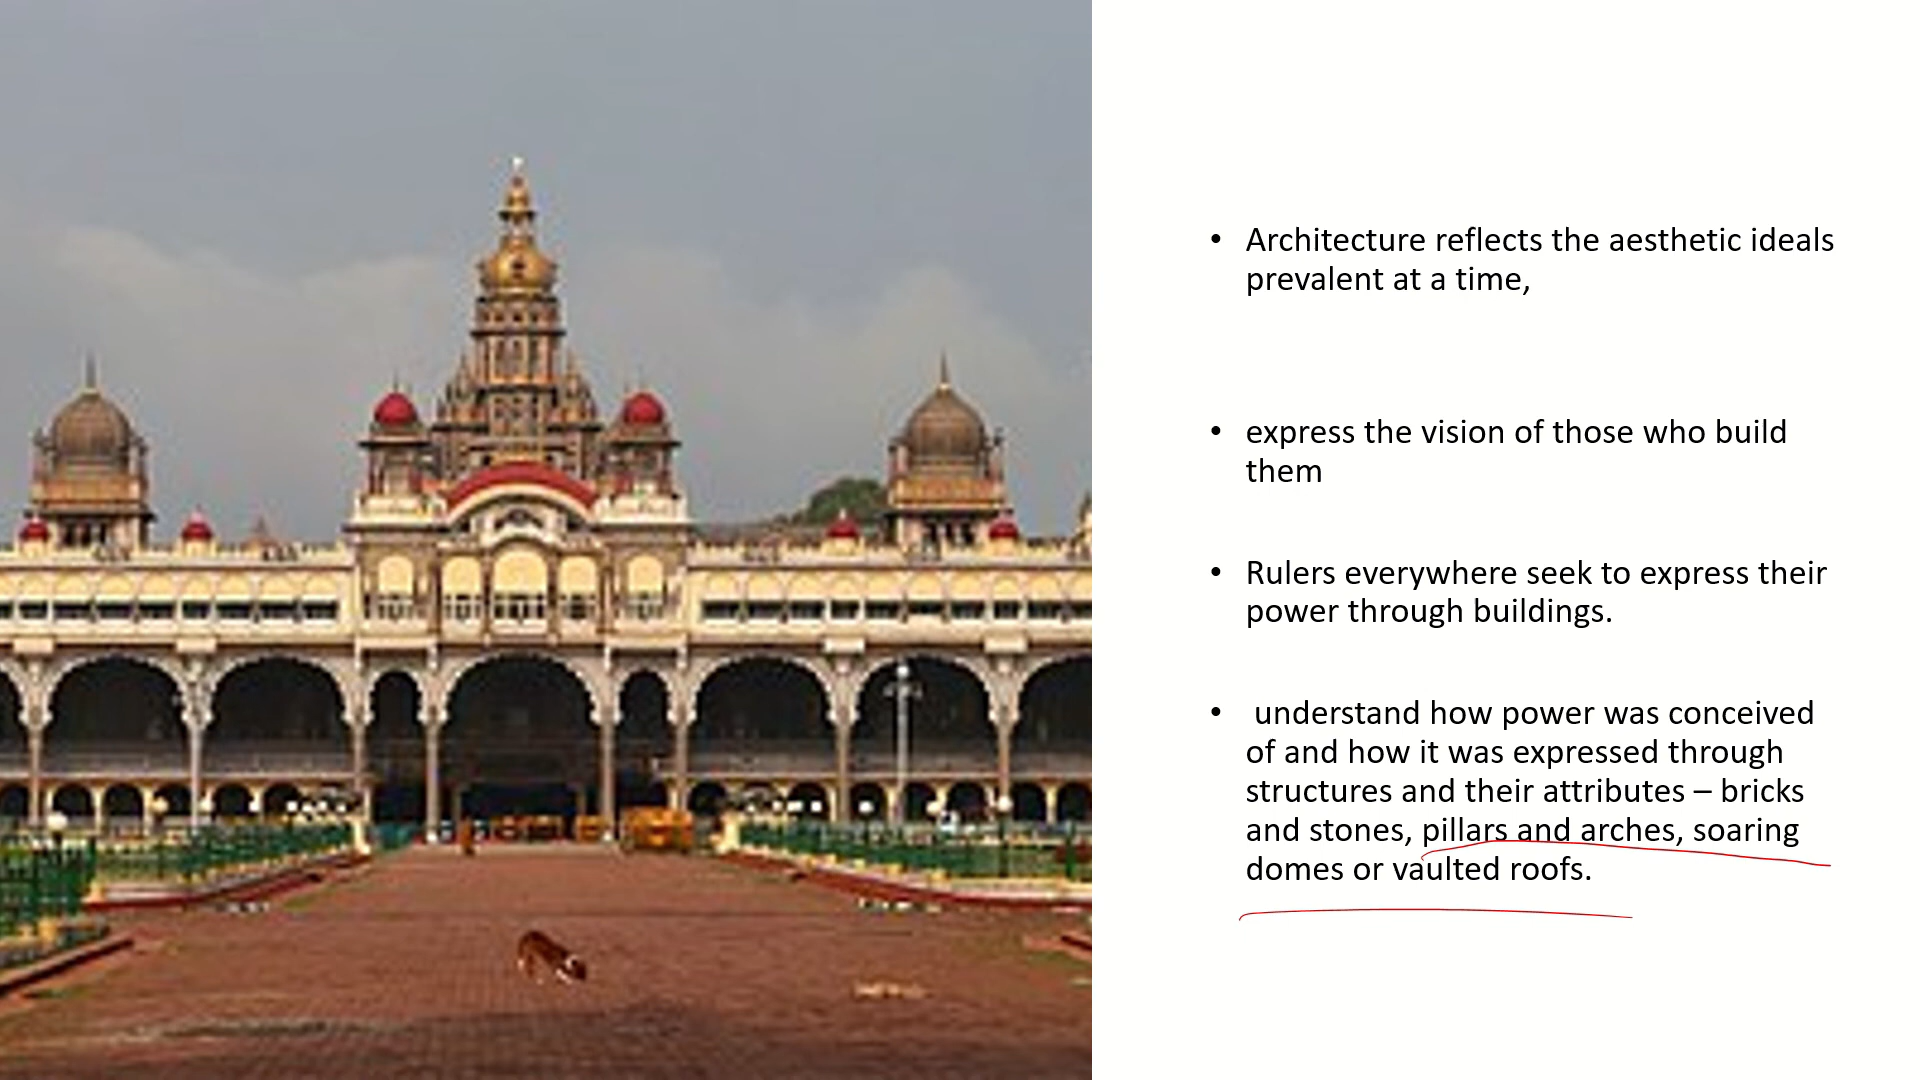 • Architecture reflects the aesthetic ideals
prevalent at a time,
• express the vision of those who build
them
• Rulers everywhere seek to express their
power through buildings.
• understand how power was conceived
of and how it was expressed through
structures and their attributes – bricks
and stones, pillars and arches, soaring
domes or vaulted roofs.